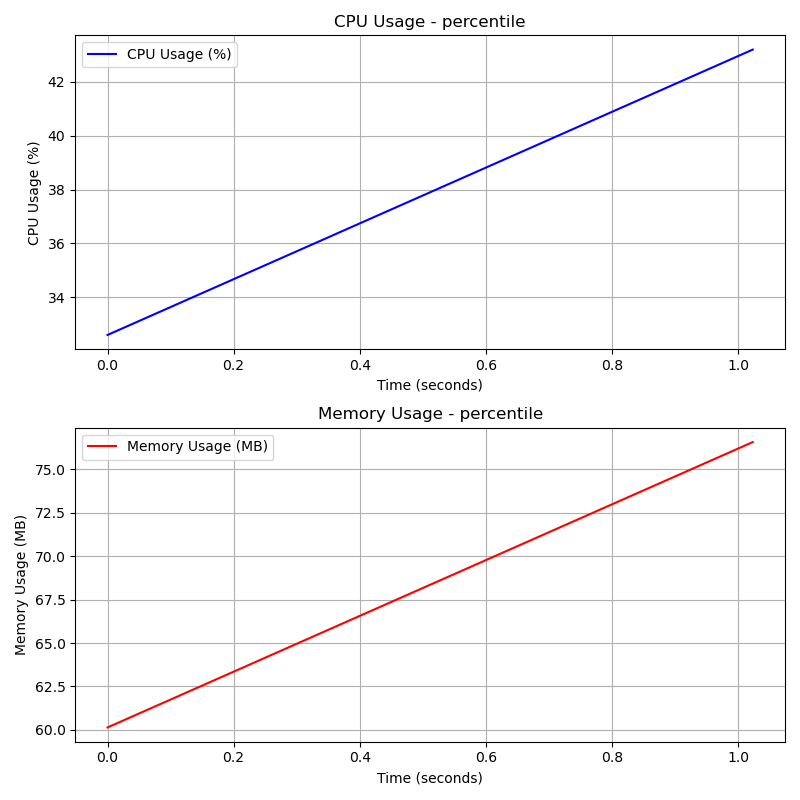 CPU Usage - percentile
CPU Usage (%)
CPU Usage (%)
42
40
38
36
34
0.0 0.2 0.4 0.6 0.8 1.0
Time (seconds)
Memory Usage - percentile
Memory Usage (MB)
Memory Usage (MB)
75.0
72.5
70.0
67.5
65.0
62.5
60.0
0.0 0.2 0.4 0.6 0.8 1.0
Time (seconds)